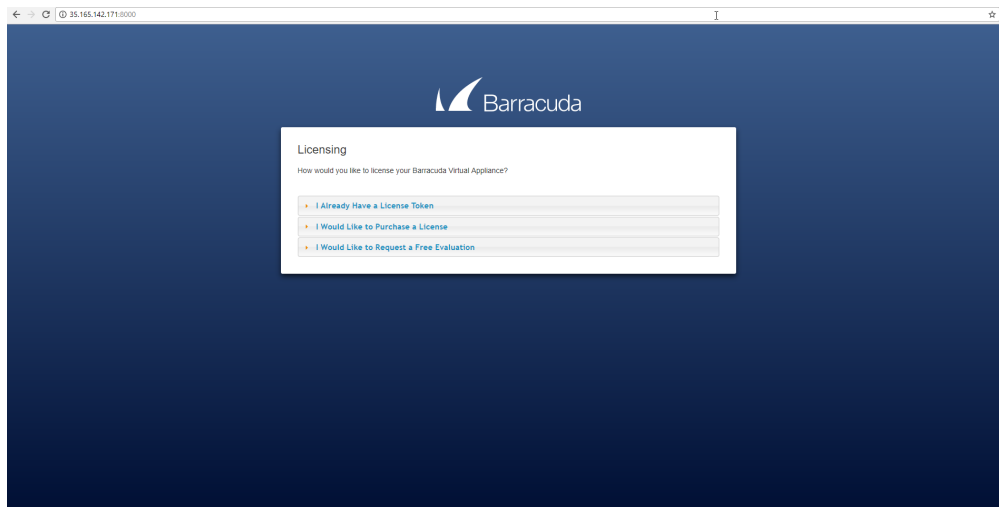 35.165.142.171:8000
Barracuda
Licensing
How would you like to license your Barracuda Virtual Appliance?
I Already Have a License Token
I Would Like to Purchase a License
I Would Like to Request a Free Evaluation